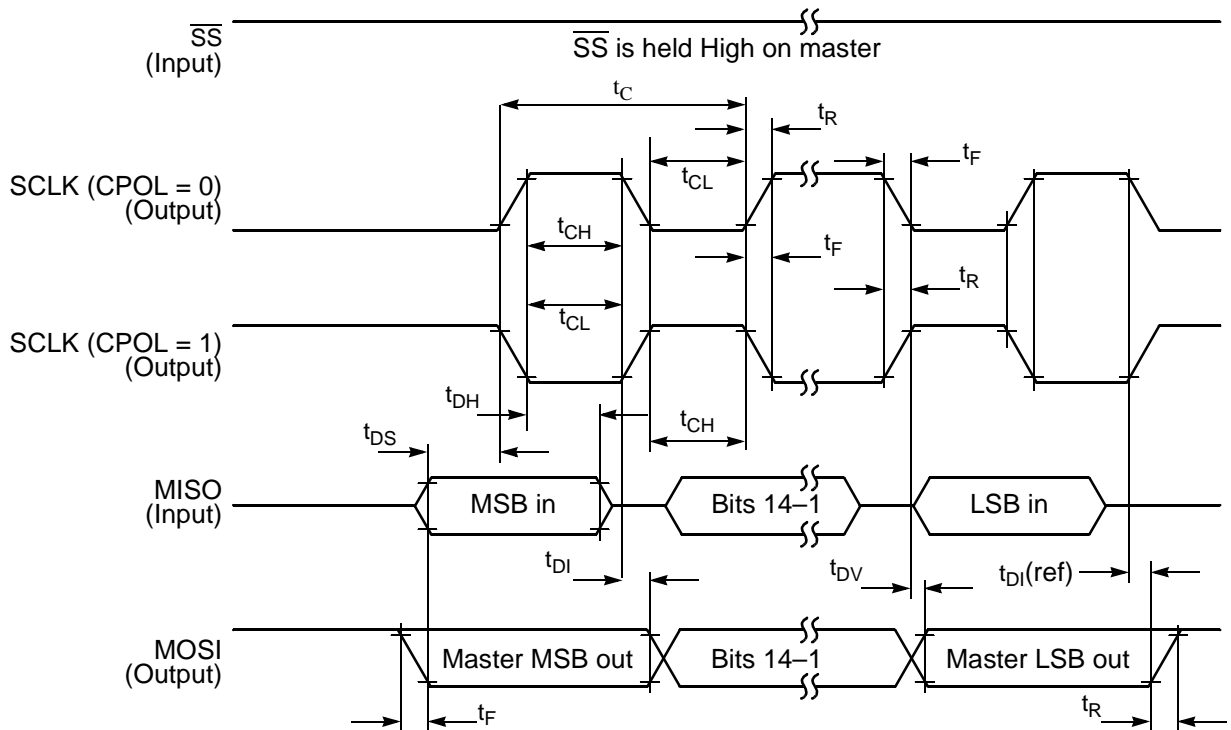 SS
(Input)
SS is held High on master
tC
tR
tF
SCLK (CPOL = 0)
(Output)
tCL
tCH
tF
tR
tCL
SCLK (CPOL = 1)
(Output)
tDH
tCH
tDS
MISO
(Input)
MSB in
Bits 14–1
LSB in
tDI
tDV
tDI(ref)
MOSI
(Output)
Master MSB out
Bits 14–1
Master LSB out
tF
tR